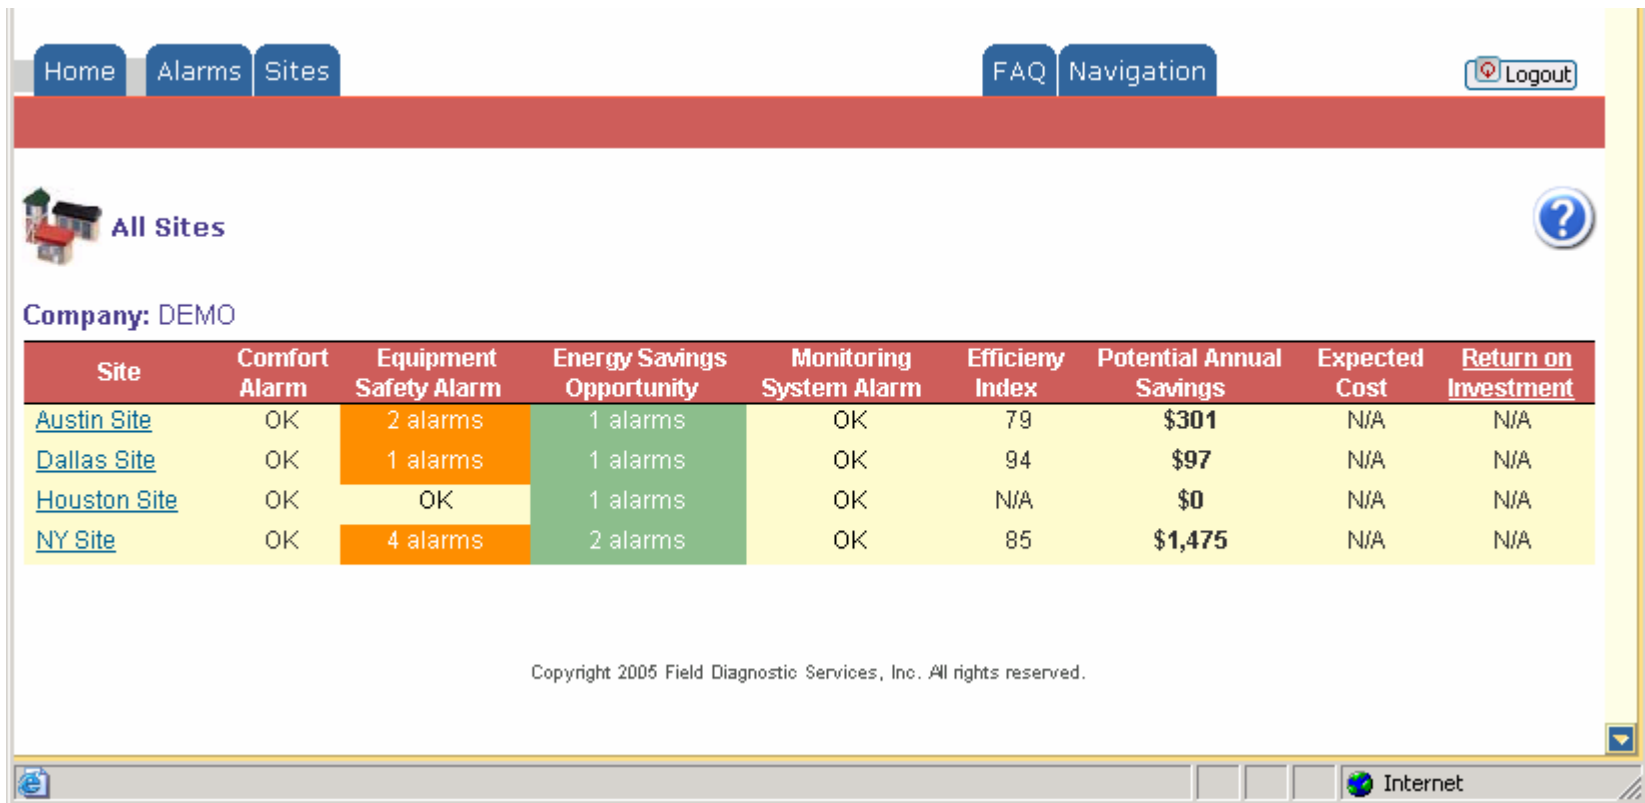 Home Alarms Sites FAQ Navigation Logout
All Sites
Company: DEMO
Site Comfort Alarm Equipment Safety Alarm Energy Savings Opportunity Monitoring System Alarm Efficieny Index Potential Annual Savings Expected Cost Return on Investment
Austin Site OK 2 alarms 1 alarms OK 79 $301 N/A N/A
Dallas Site OK 1 alarms 1 alarms OK 94 $97 N/A N/A
Houston Site OK OK 1 alarms OK N/A $0 N/A N/A
NY Site OK 4 alarms 2 alarms OK 85 $1,475 N/A N/A
Copyright 2005 Field Diagnostic Services, Inc. All rights reserved.
Internet